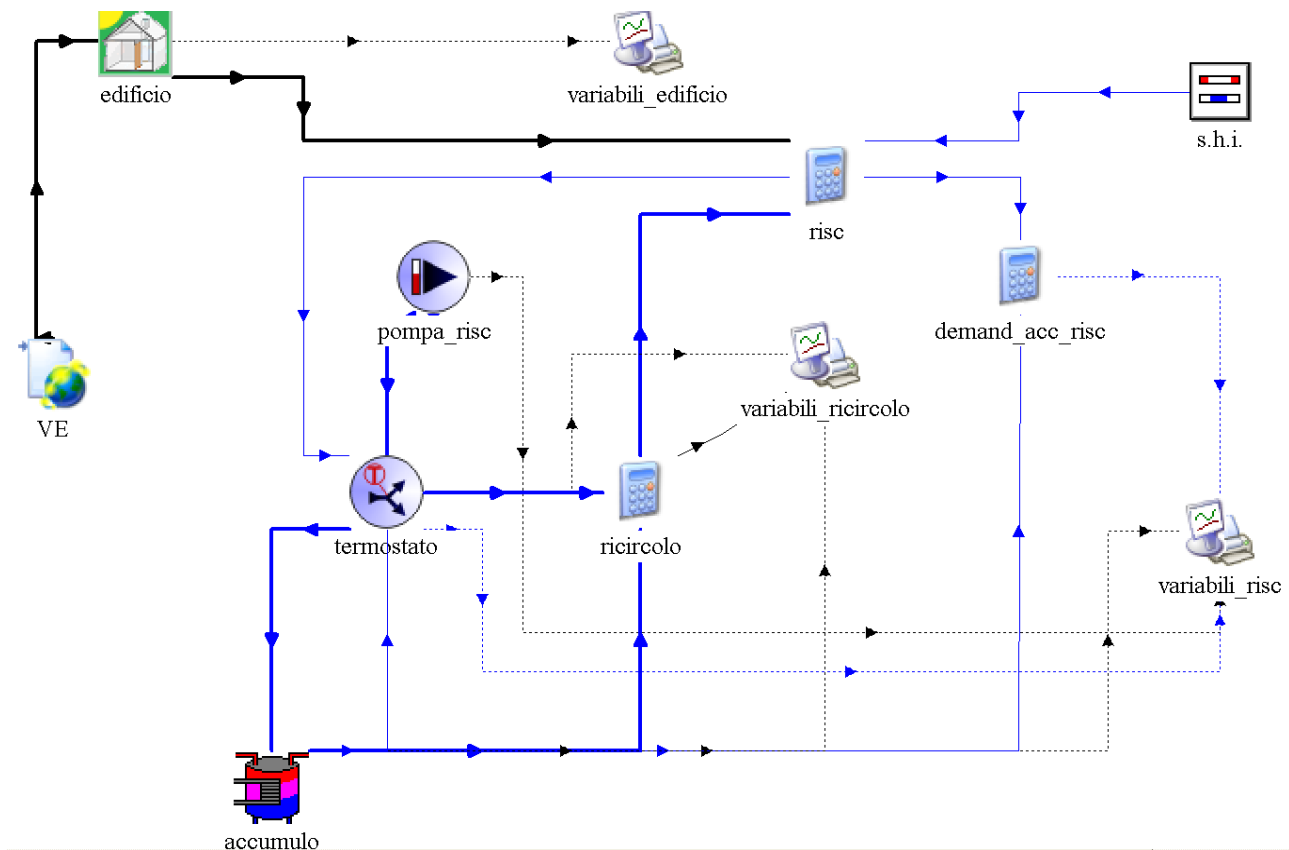 edificio
variabili_edificio
s.h.i.
risc
pompa_risc
demand_acc_risc
variabili_ricircolo
VE
T
termostato
ricircolo
variabili_risc
accumulo